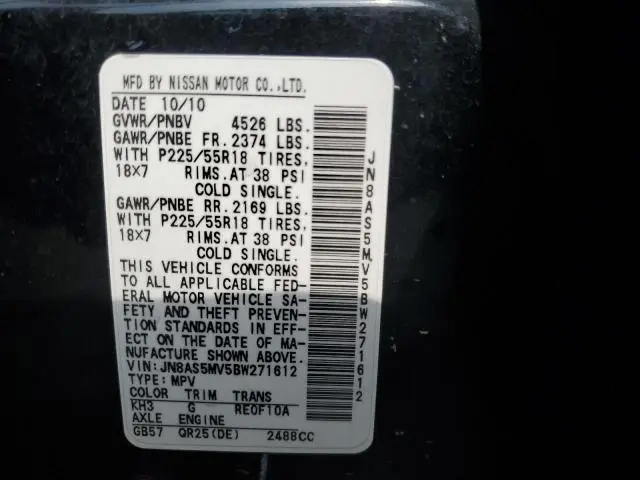 MFD BY NISSAN MOTOR CO.,LTD.
DATE 10/10
GVWR/PNBV 4526 LBS.
GAWR/PNBE FR. 2374 LBS.
WITH P225/55R18 TIRES,
18X7 RIMS.AT 38 PSI
COLD SINGLE.
GAWR/PNBE RR. 2169 LBS.
WITH P225/55R18 TIRES,
18X7 RIMS.AT 38 PSI
COLD SINGLE.
THIS VEHICLE CONFORMS
TO ALL APPLICABLE FED-
ERAL MOTOR VEHICLE SA-
FETY AND THEFT PREVEN-
TION STANDARDS IN EFF-
ECT ON THE DATE OF MA-
NUFACTURE SHOWN ABOVE.
VIN: JN8AS5MV5BW271612
TYPE: MPV
COLOR TRIM TRANS
KH3 G RE0F10A
AXLE ENGINE
GB57 QR25(DE) 2488CC
JN8AS5MV5BW271612